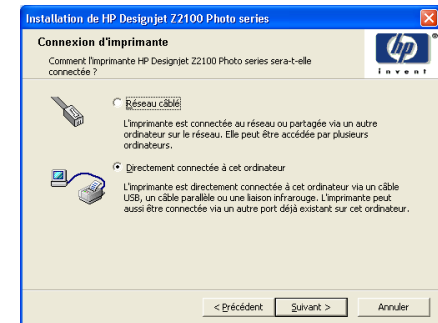 Installation de HP Designjet Z2100 Photo series
Connexion d'imprimante
Comment l'imprimante HP Designjet Z2100 Photo series sera-t-elle
connectée ?
hp
invent
Réseau câblé
L'imprimante est connectée au réseau ou partagée via un autre
ordinateur sur le réseau. Elle peut être accédée par plusieurs
ordinateurs.
Directement connectée à cet ordinateur
L'imprimante est directement connectée à cet ordinateur via un câble
USB, un câble parallèle ou une liaison infrarouge. L'imprimante peut
aussi être connectée via un autre port déjà existant sur cet ordinateur.
< Précédent
Suivant >
Annuler